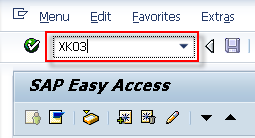 Menu Edit Favorites Extras
XK03
SAP Easy Access